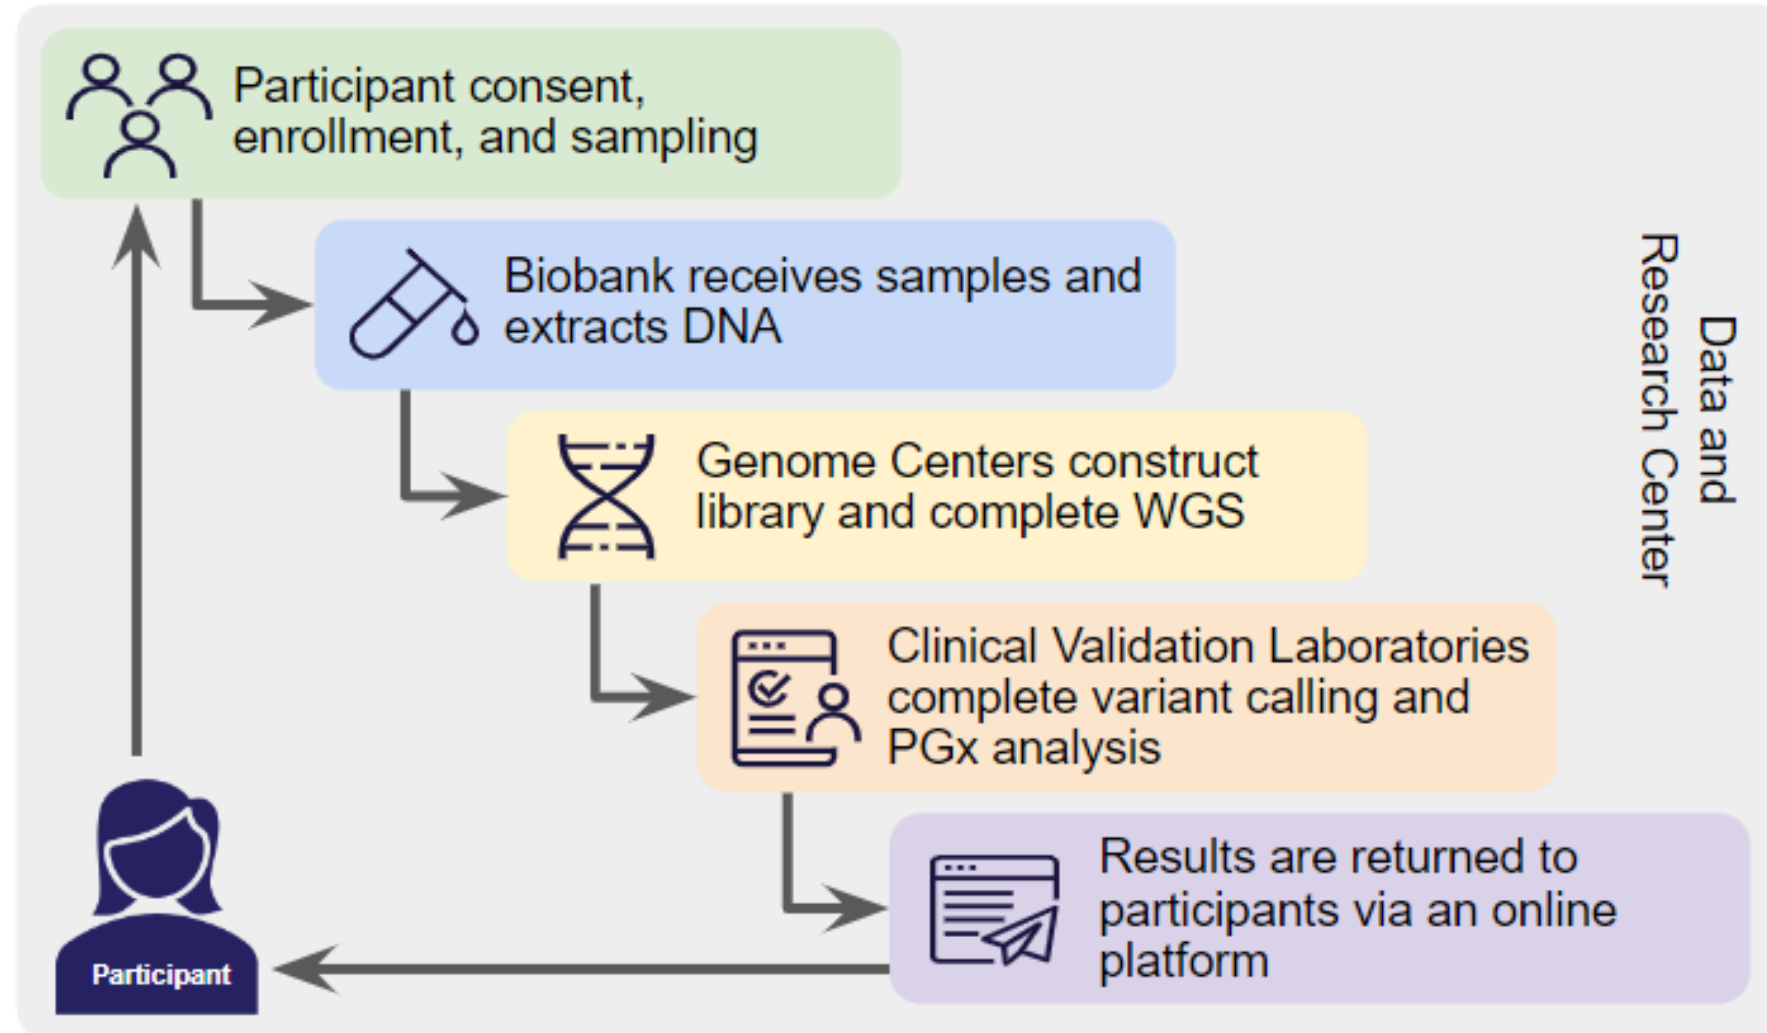 Participant consent,
enrollment, and sampling
Biobank receives samples and
extracts DNA
Genome Centers construct
library and complete WGS
Clinical Validation Laboratories
complete variant calling and
PGx analysis
Results are returned to
participants via an online
platform
Participant
Data and
Research Center